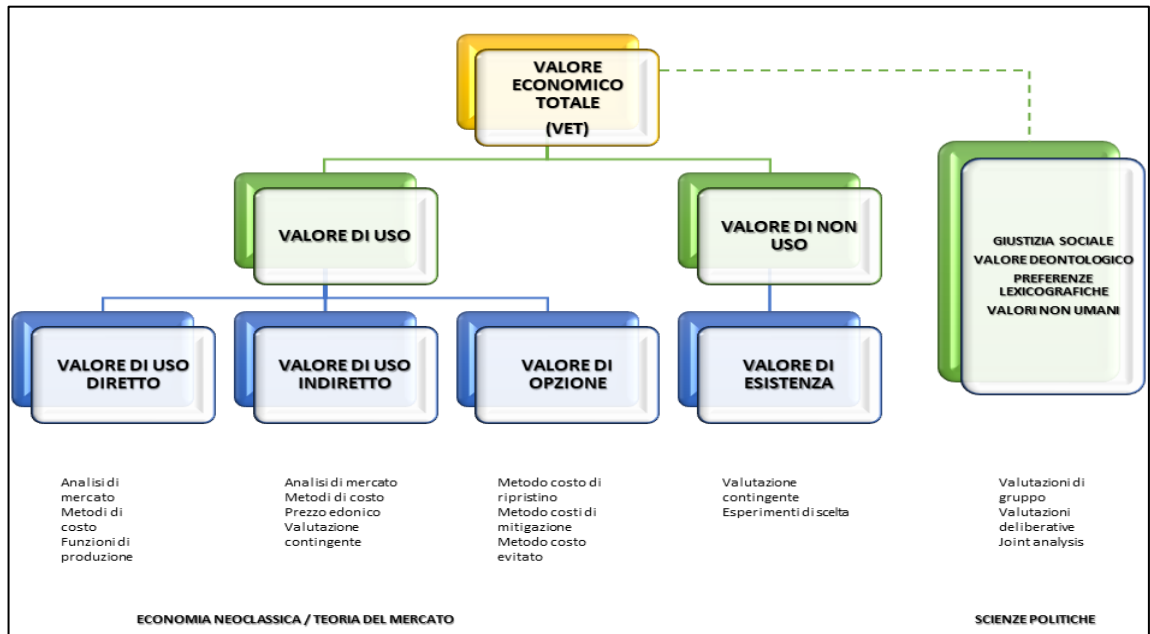 VALORE
ECONOMICO
TOTALE
(VET)
VALORE DI USO
VALORE DI NON
USO
GIUSTIZIA SOCIALE
VALORE DEONTOLOGICO
PREFERENZE
LEXICOGRAFICHE
VALORI NON UMANI
VALORE DI USO
DIRETTO
VALORE DI USO
INDIRETTO
VALORE DI
OPZIONE
VALORE DI
ESISTENZA
Analisi di
mercato
Metodi di
costo
Funzioni di
produzione
Analisi di mercato
Metodi di costo
Prezzo edonico
Valutazione
contingente
Metodo costo di
ripristino
Metodo costi di
mitigazione
Metodo costo
evitato
Valutazione
contingente
Esperimenti di scelta
Valutazioni di
gruppo
Valutazioni
deliberative
Joint analysis
ECONOMIA NEOCLASSICA / TEORIA DEL MERCATO
SCIENZE POLITICHE